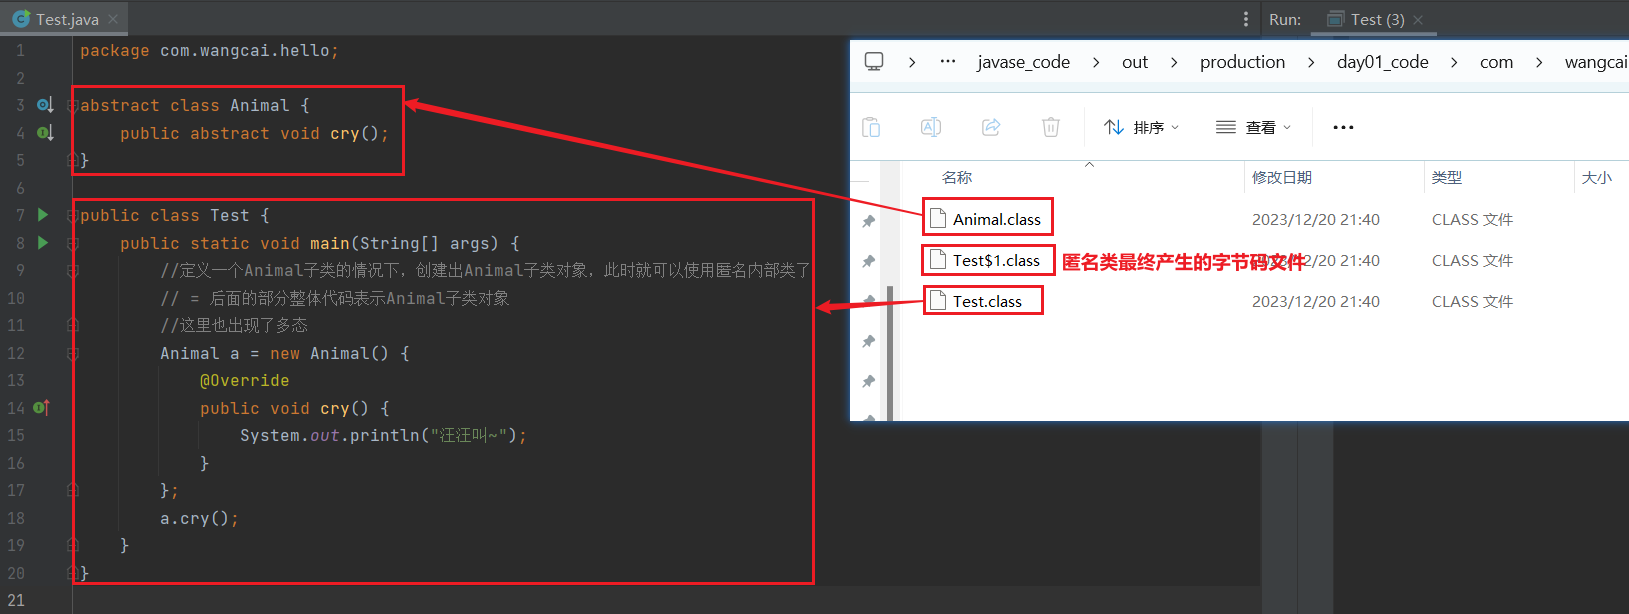 Test.java
Run:
Test (3)
1 package com.wangcai.hello;
2
3 abstract class Animal {
4 public abstract void cry();
5 }
6
7 public class Test {
8 public static void main(String[] args) {
9 //定义一个Animal子类的情况下，创建出Animal子类对象，此时就可以使用匿名内部类了
10 // = 后面的部分整体代码表示Animal子类对象
11 //这里也出现了多态
12 Animal a = new Animal() {
13 @Override
14 public void cry() {
15 System.out.println("汪汪叫~");
16 }
17 };
18 a.cry();
19 }
20 }
21
javase_code > out > production > day01_code > com > wangcai
排序
查看
名称 修改日期 类型 大小
Animal.class 2023/12/20 21:40 CLASS 文件
Test$1.class 匿名类最终产生的字节码文件 2023/12/20 21:40 CLASS 文件
Test.class 2023/12/20 21:40 CLASS 文件